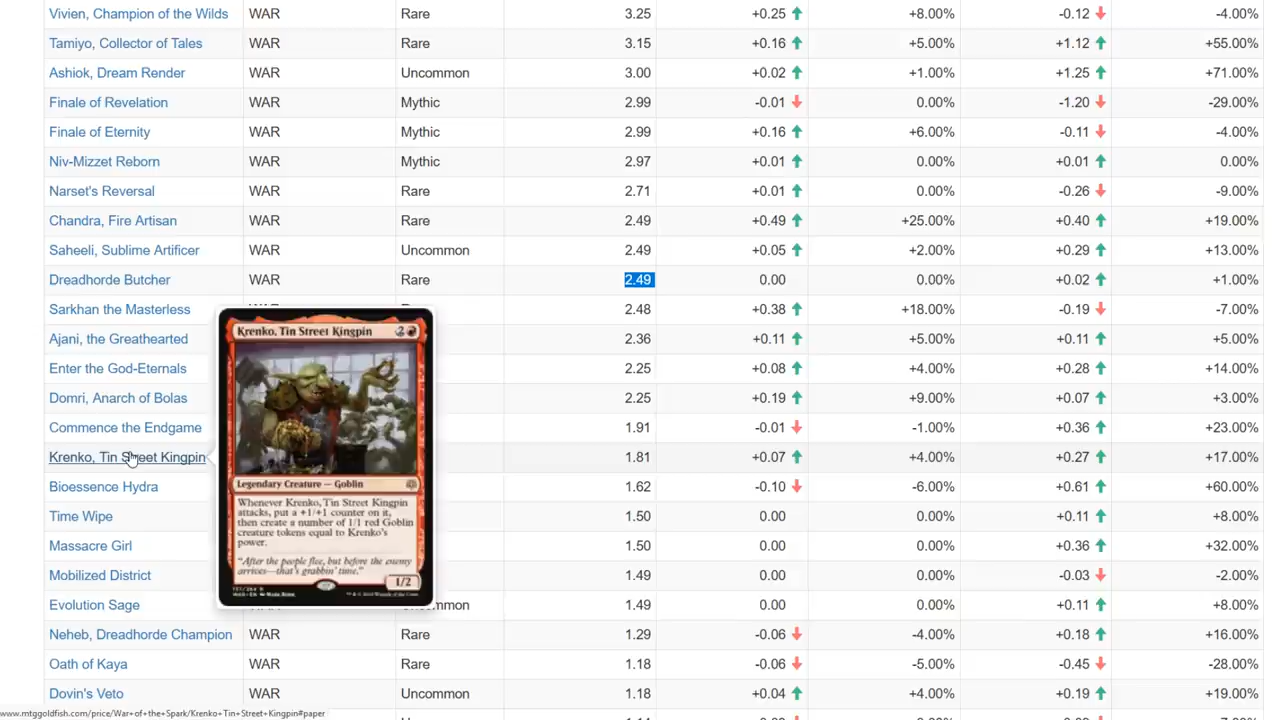 Vivien, Champion of the Wilds WAR Rare 3.25 +0.25 +8.00% -0.12 -4.00%
Tamiyo, Collector of Tales WAR Rare 3.15 +0.16 +5.00% +1.12 +55.00%
Ashiok, Dream Render WAR Uncommon 3.00 +0.02 +1.00% +1.25 +71.00%
Finale of Revelation WAR Mythic 2.99 -0.01 0.00% -1.20 -29.00%
Finale of Eternity WAR Mythic 2.99 +0.16 +6.00% -0.11 -4.00%
Niv-Mizzet Reborn WAR Mythic 2.97 +0.01 0.00% +0.01 0.00%
Narset's Reversal WAR Rare 2.71 +0.01 0.00% -0.26 -9.00%
Chandra, Fire Artisan WAR Rare 2.49 +0.49 +25.00% +0.40 +19.00%
Saheeli, Sublime Artificer WAR Uncommon 2.49 +0.05 +2.00% +0.29 +13.00%
Dreadhorde Butcher WAR Rare 2.49 0.00 0.00% +0.02 +1.00%
Sarkhan the Masterless 2.48 +0.38 +18.00% -0.19 -7.00%
Ajani, the Greathearted 2.36 +0.11 +5.00% +0.11 +5.00%
Enter the God-Eternals 2.25 +0.08 +4.00% +0.28 +14.00%
Domri, Anarch of Bolas 2.25 +0.19 +9.00% +0.07 +3.00%
Commence the Endgame 1.91 -0.01 -1.00% +0.36 +23.00%
Krenko, Tin Street Kingpin 1.81 +0.07 +4.00% +0.27 +17.00%
Bioessence Hydra 1.62 -0.10 -6.00% +0.61 +60.00%
Time Wipe 1.50 0.00 0.00% +0.11 +8.00%
Massacre Girl 1.50 0.00 0.00% +0.36 +32.00%
Mobilized District 1.49 0.00 0.00% -0.03 -2.00%
Evolution Sage 1.49 0.00 0.00% +0.11 +8.00%
Neheb, Dreadhorde Champion WAR Rare 1.29 -0.06 -4.00% +0.18 +16.00%
Oath of Kaya WAR Rare 1.18 -0.06 -5.00% -0.45 -28.00%
Dovin's Veto WAR Uncommon 1.18 +0.04 +4.00% +0.19 +19.00%
Krenko, Tin Street Kingpin 2
Legendary Creature — Goblin
Whenever Krenko, Tin Street Kingpin
attacks, put a +1/+1 counter on it,
then create a number of 1/1 red Goblin
creature tokens equal to Krenko's
power.
"After the people flee, but before the enemy
arrives—that's grabbin' time."
1/2
www.mtggoldfish.com/price/War+of+the+Spark/Krenko+Tin+Street+Kingpin#paper